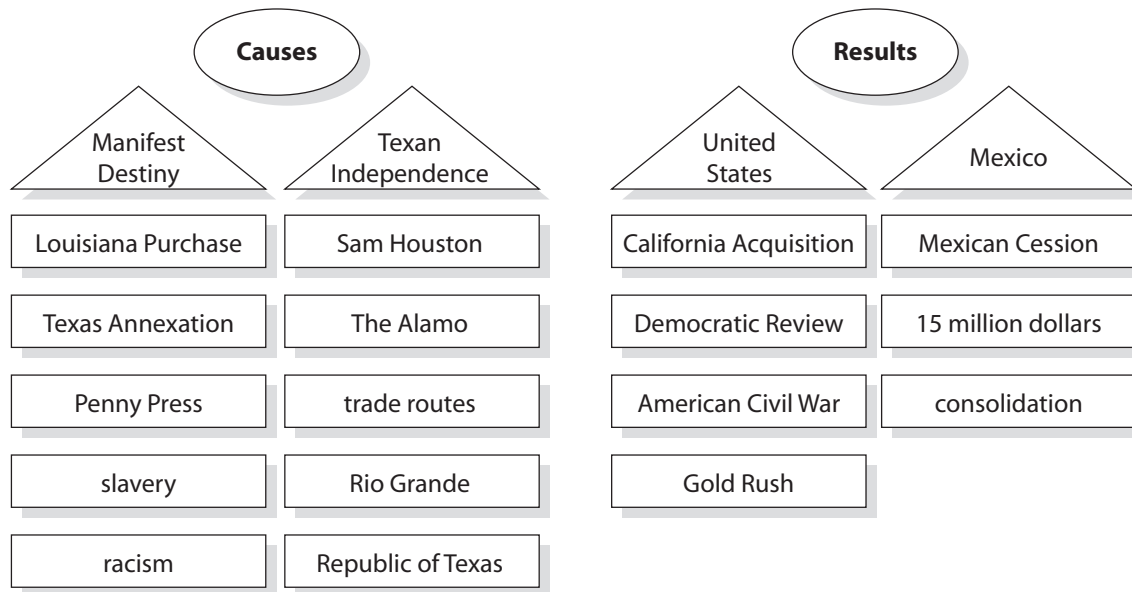 Causes
Manifest
Destiny
Louisiana Purchase
Texas Annexation
Penny Press
slavery
racism
Texan
Independence
Sam Houston
The Alamo
trade routes
Rio Grande
Republic of Texas
Results
United
States
California Acquisition
Democratic Review
American Civil War
Gold Rush
Mexico
Mexican Cession
15 million dollars
consolidation